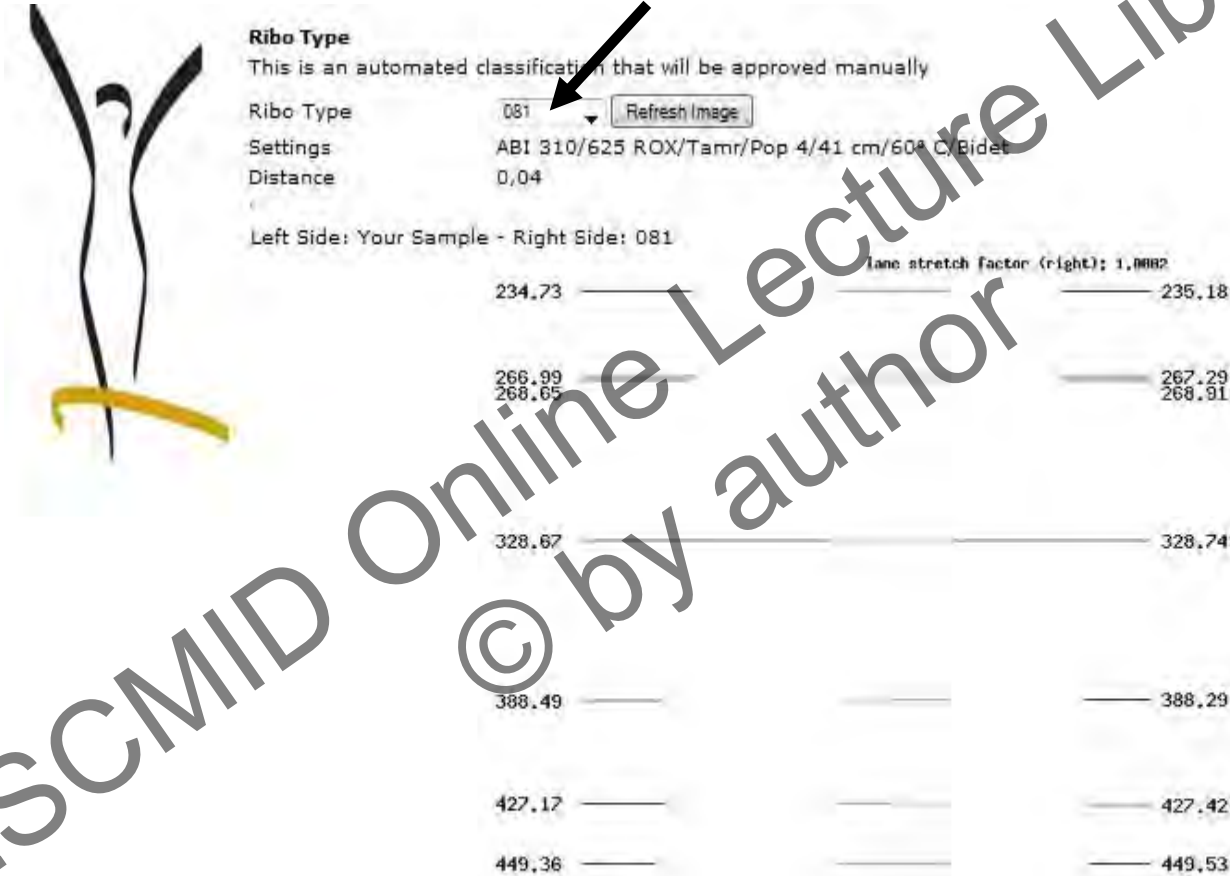 Ribo Type
This is an automated classification that will be approved manually
Ribo Type 081 Refresh Image
Settings ABI 310/625 ROX/Tamr/Pop 4/41 cm/60° C/Bidet
Distance 0,04
Left Side: Your Sample - Right Side: 081
lane stretch factor (right): 1.0002
234.73 235.18
266.99 267.29
268.65 268.91
328.67 328.74
388.49 388.29
427.17 427.42
449.36 449.53
SCMID Online Lecture Lib
© by author